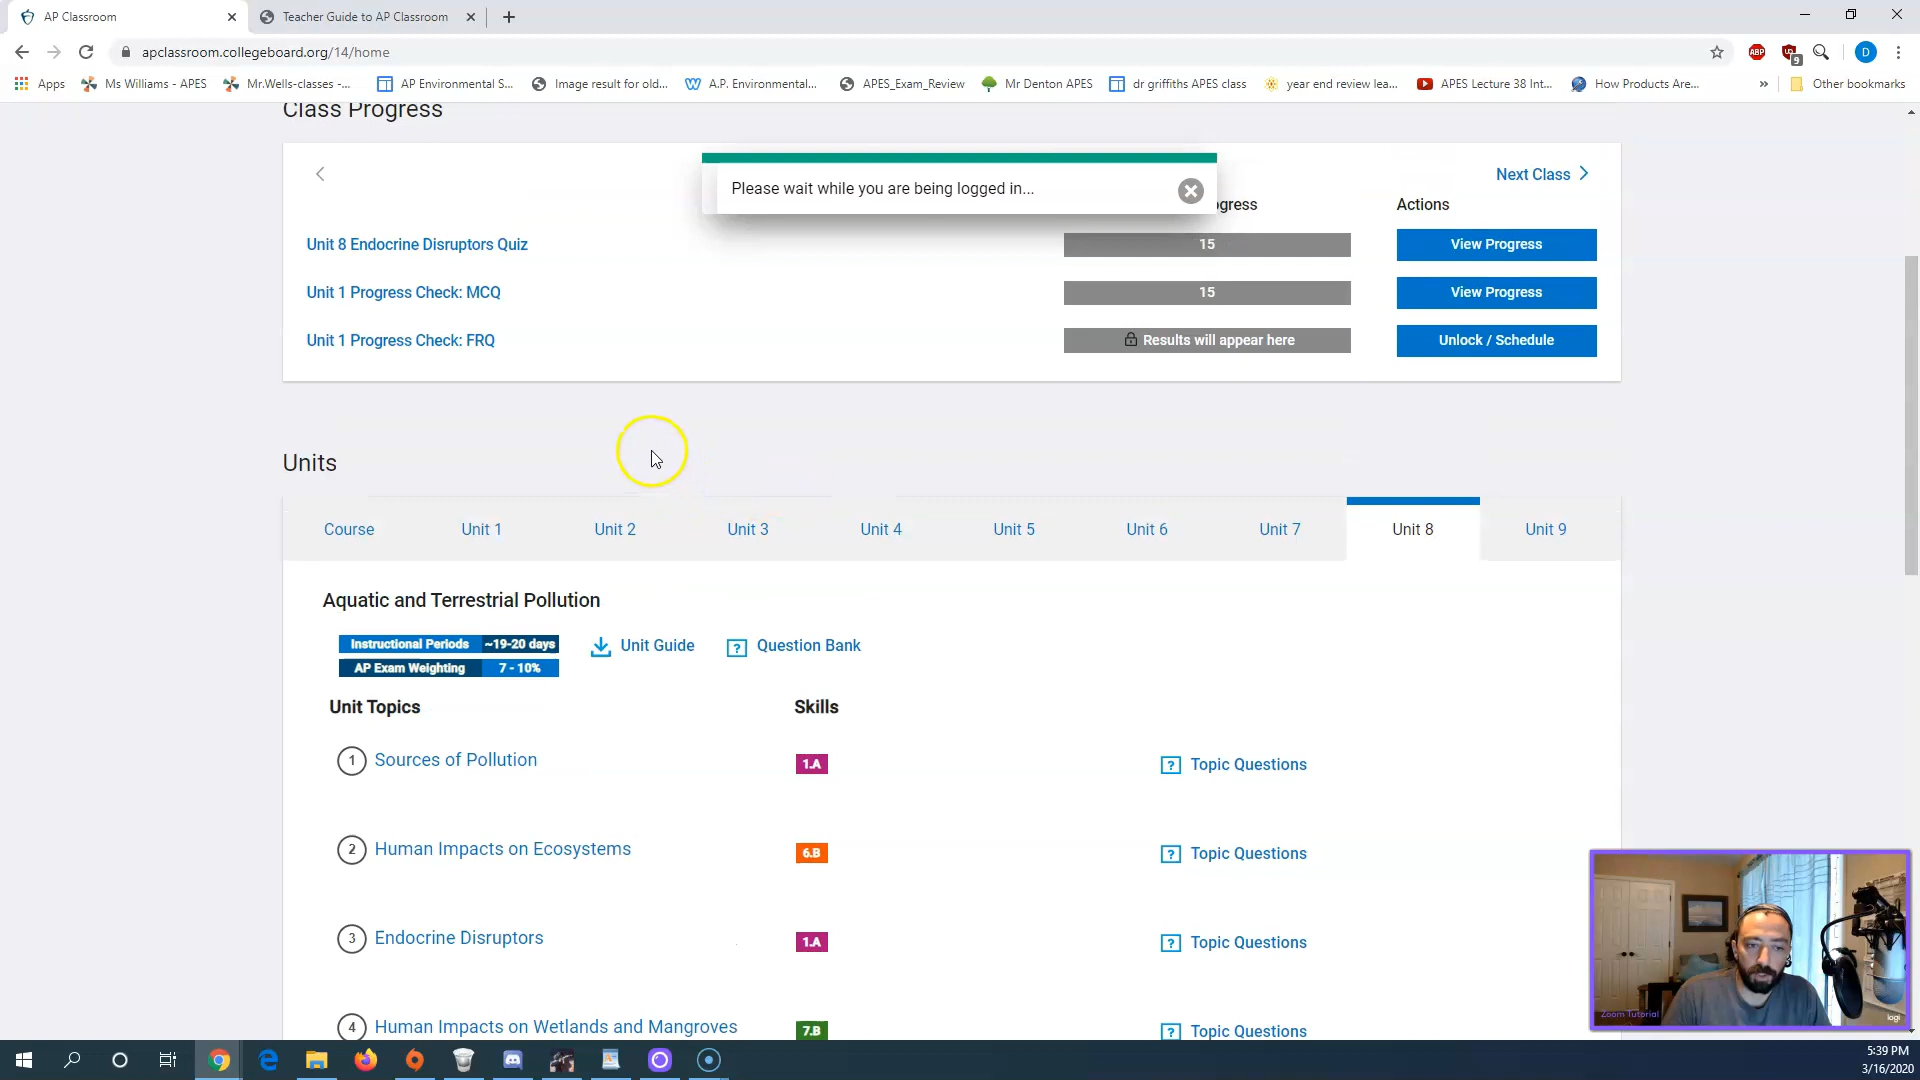 AP Classroom
Teacher Guide to AP Classroom
apclassroom.collegeboard.org/14/home
ABP
9
D
Apps
Ms Williams - APES
Mr.Wells-classes -...
AP Environmental S...
Image result for old...
A.P. Environmental...
APES_Exam_Review
Mr Denton APES
dr griffiths APES class
year end review lea...
APES Lecture 38 Int...
How Products Are...
Other bookmarks
Class Progress
Please wait while you are being logged in...
Next Class
ogress
Actions
Unit 8 Endocrine Disruptors Quiz
15
View Progress
Unit 1 Progress Check: MCQ
15
View Progress
Unit 1 Progress Check: FRQ
Results will appear here
Unlock / Schedule
Units
Course
Unit 1
Unit 2
Unit 3
Unit 4
Unit 5
Unit 6
Unit 7
Unit 8
Unit 9
Aquatic and Terrestrial Pollution
Instructional Periods ~19-20 days
AP Exam Weighting 7 - 10%
Unit Guide
Question Bank
Unit Topics
Skills
1 Sources of Pollution
1.A
Topic Questions
2 Human Impacts on Ecosystems
6.B
Topic Questions
3 Endocrine Disruptors
1.A
Topic Questions
4 Human Impacts on Wetlands and Mangroves
7.B
Topic Questions
Zoom Tutorial
logi
5:39 PM
3/16/2020